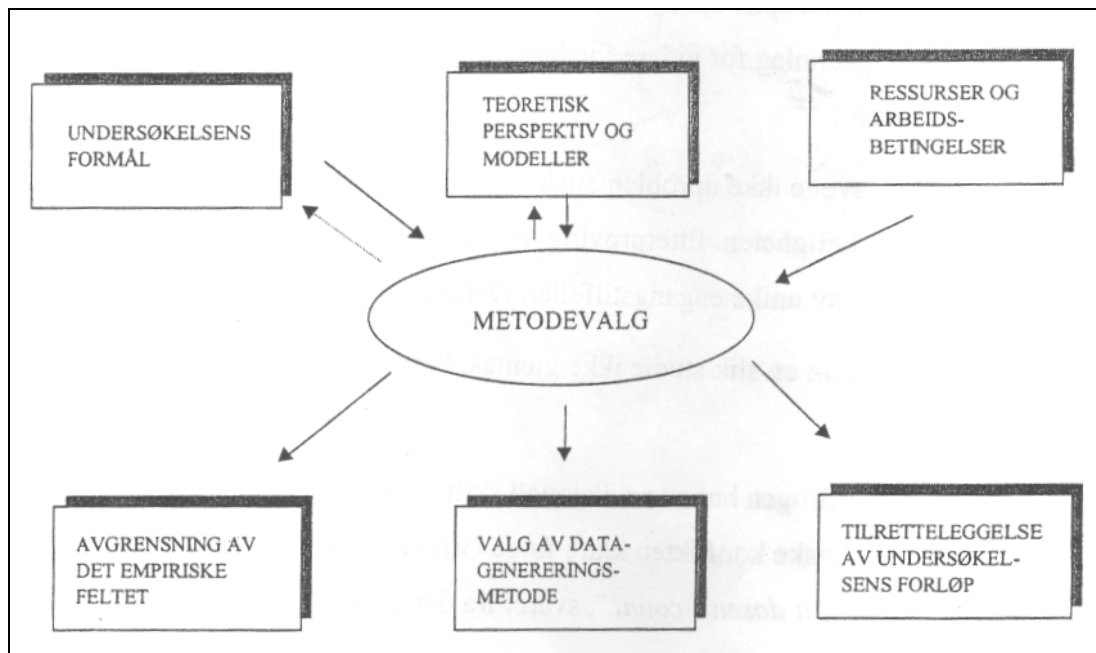 UNDERSØKELSENS
FORMÅL
TEORETISK
PERSPEKTIV OG
MODELLER
RESSURSER OG
ARBEIDS-
BETINGELSER
METODEVALG
AVGRENSNING AV
DET EMPIRISKE
FELTET
VALG AV DATA-
GENERERINGS-
METODE
TILRETTELEGGELSE
AV UNDERSØKEL-
SENS FORLØP